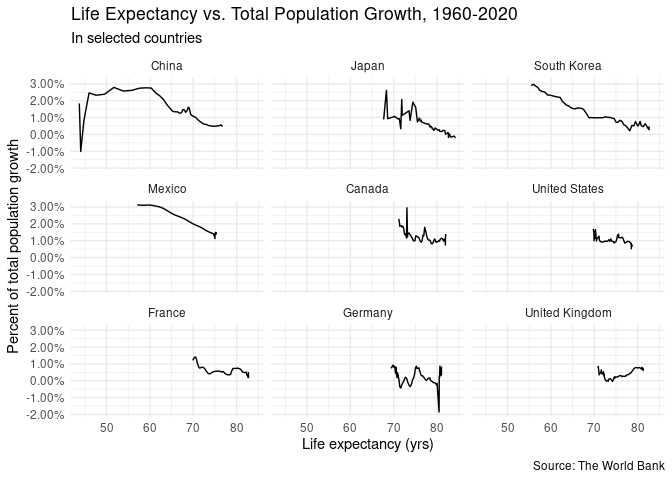 Life Expectancy vs. Total Population Growth, 1960-2020
In selected countries
China Japan South Korea
3.00%
2.00%
1.00%
0.00%
-1.00%
-2.00%
Mexico Canada United States
3.00%
2.00%
1.00%
0.00%
-1.00%
-2.00%
France Germany United Kingdom
3.00%
2.00%
1.00%
0.00%
-1.00%
-2.00%
Percent of total population growth
50 60 70 80 50 60 70 80 50 60 70 80
Life expectancy (yrs)
Source: The World Bank